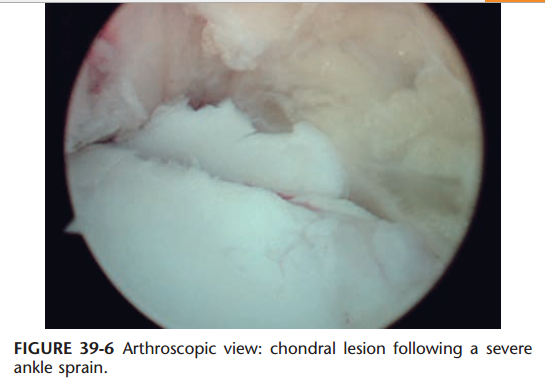 FIGURE 39-6 Arthroscopic view: chondral lesion following a severe
ankle sprain.